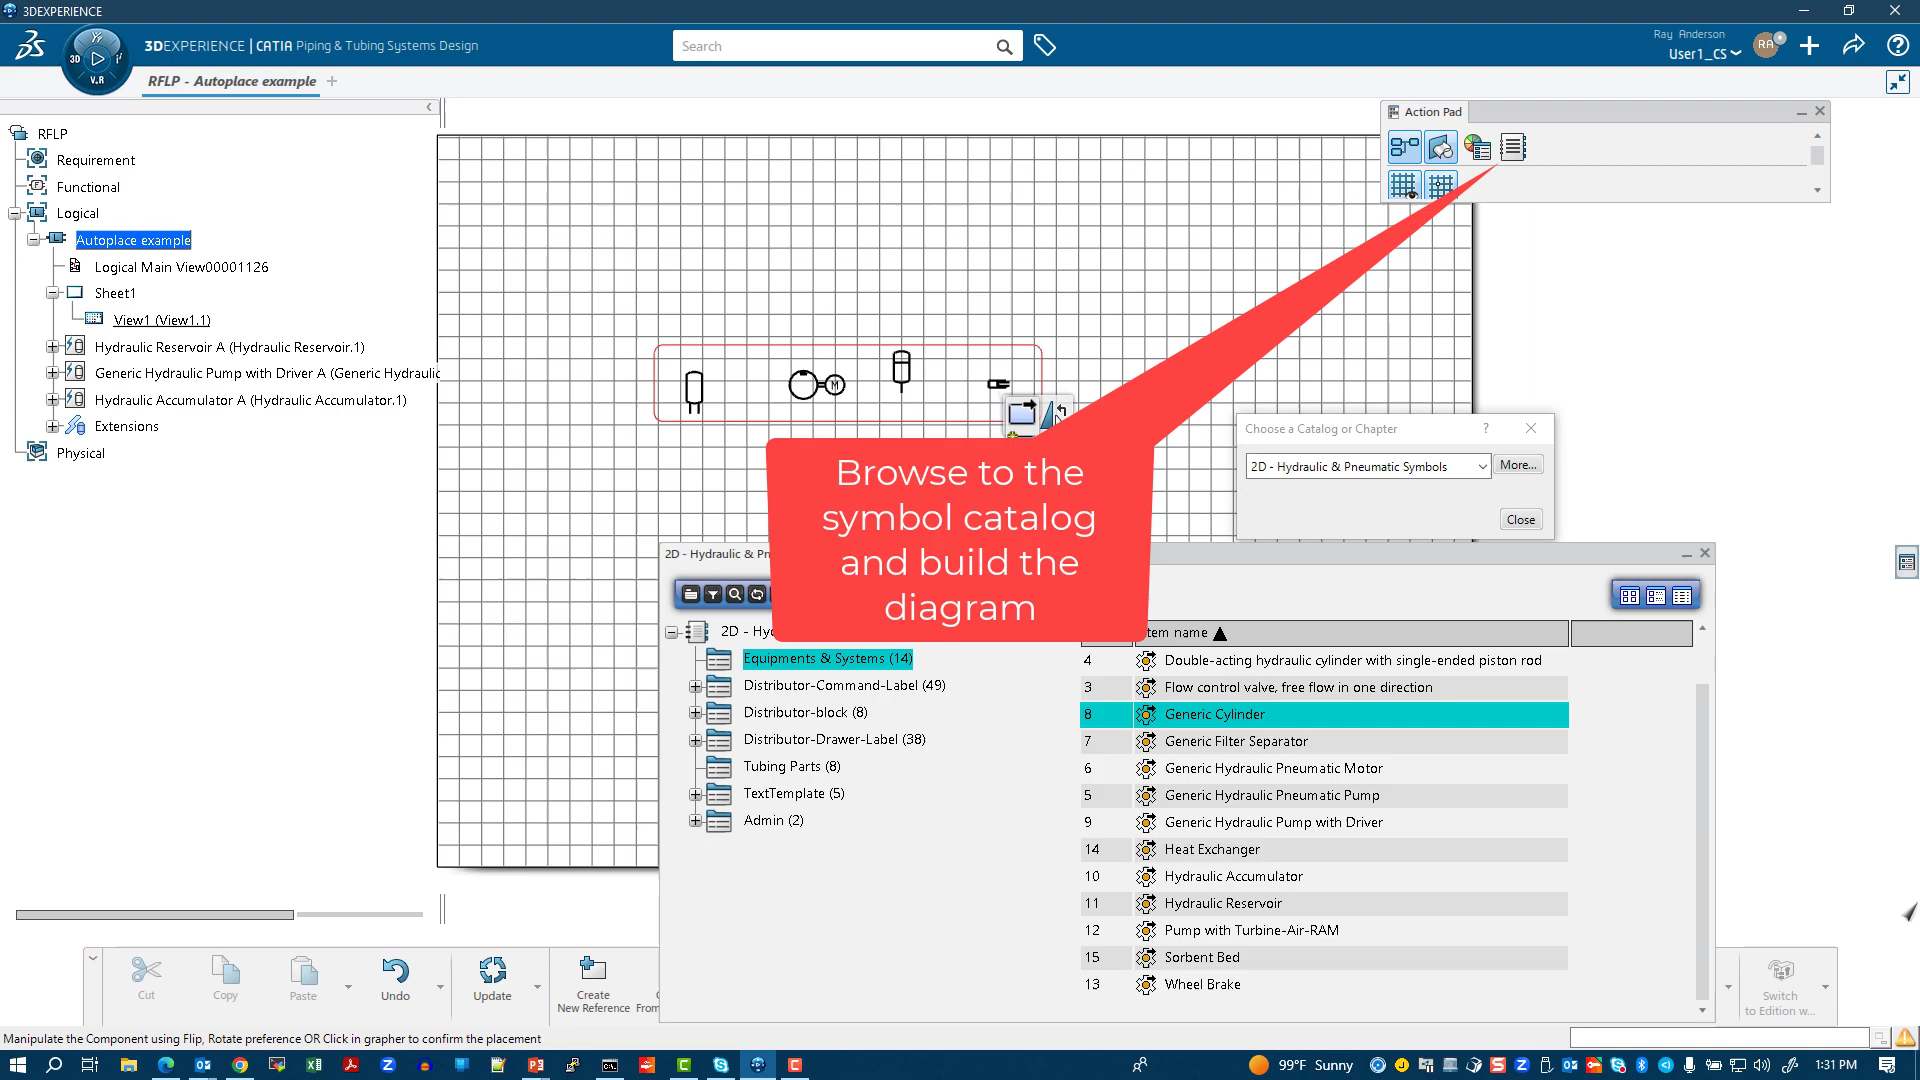 3DEXPERIENCE
3DEXPERIENCE | CATIA Piping & Tubing Systems Design
Search
Ray Anderson
User1_CS
RA
3D
V.R
RFLP - Autoplace example
Action Pad
RFLP
Requirement
Functional
Logical
Autoplace example
Logical Main View00001126
Sheet1
View1 (View1.1)
Hydraulic Reservoir A (Hydraulic Reservoir.1)
Generic Hydraulic Pump with Driver A (Generic Hydraulic
Hydraulic Accumulator A (Hydraulic Accumulator.1)
Extensions
Physical
M
Browse to the
symbol catalog
and build the
diagram
Choose a Catalog or Chapter
2D - Hydraulic & Pneumatic Symbols
More...
Close
2D - Hydraulic & Pn
2D - Hy
Equipments & Systems (14)
Distributor-Command-Label (49)
Distributor-block (8)
Distributor-Drawer-Label (38)
Tubing Parts (8)
TextTemplate (5)
Admin (2)
tem name
4 Double-acting hydraulic cylinder with single-ended piston rod
3 Flow control valve, free flow in one direction
8 Generic Cylinder
7 Generic Filter Separator
6 Generic Hydraulic Pneumatic Motor
5 Generic Hydraulic Pneumatic Pump
9 Generic Hydraulic Pump with Driver
14 Heat Exchanger
10 Hydraulic Accumulator
11 Hydraulic Reservoir
12 Pump with Turbine-Air-RAM
15 Sorbent Bed
13 Wheel Brake
Cut
Copy
Paste
Undo
Update
Create
New Reference
From
Switch
to Edition w...
Manipulate the Component using Flip, Rotate preference OR Click in grapher to confirm the placement
99°F Sunny
1:31 PM